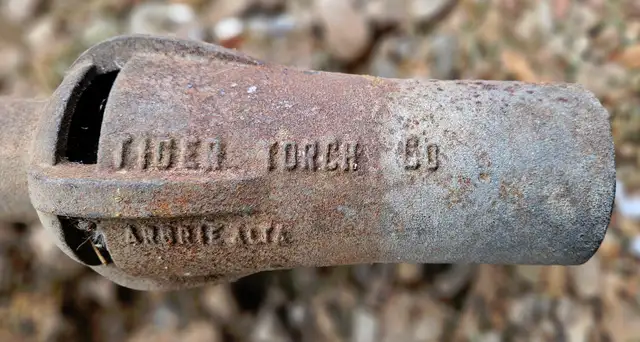 TIGER TORCH CO
AIRDRIE ALTA